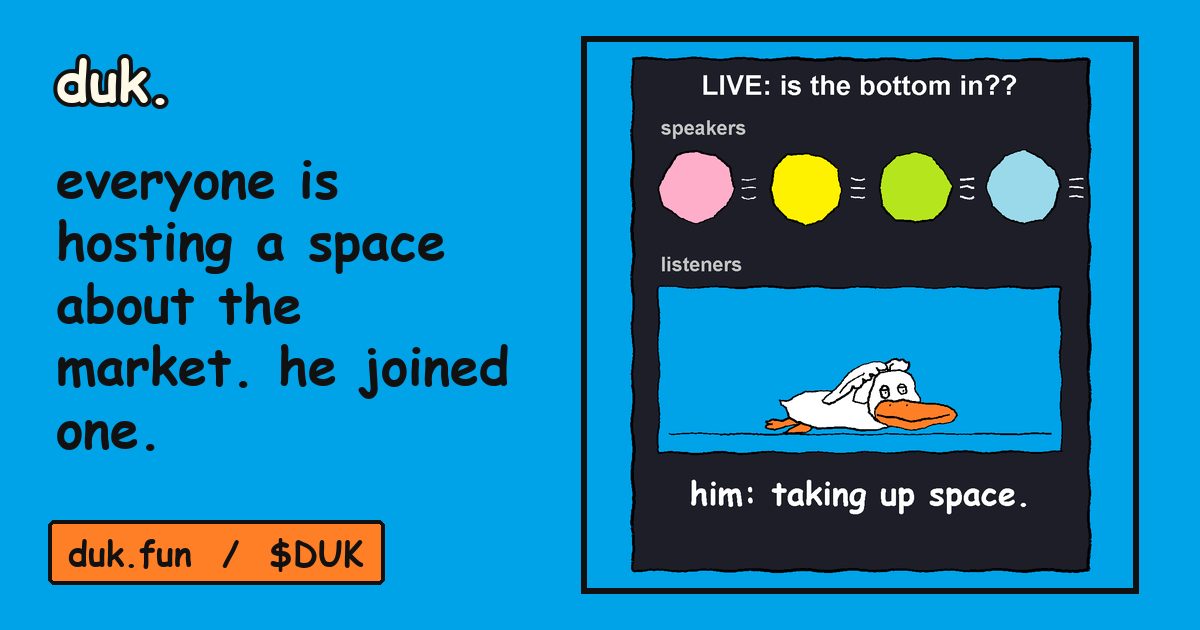 duk.
everyone is
hosting a space
about the
market. he joined
one.
duk.fun / $DUK
LIVE: is the bottom in??
speakers
listeners
him: taking up space.